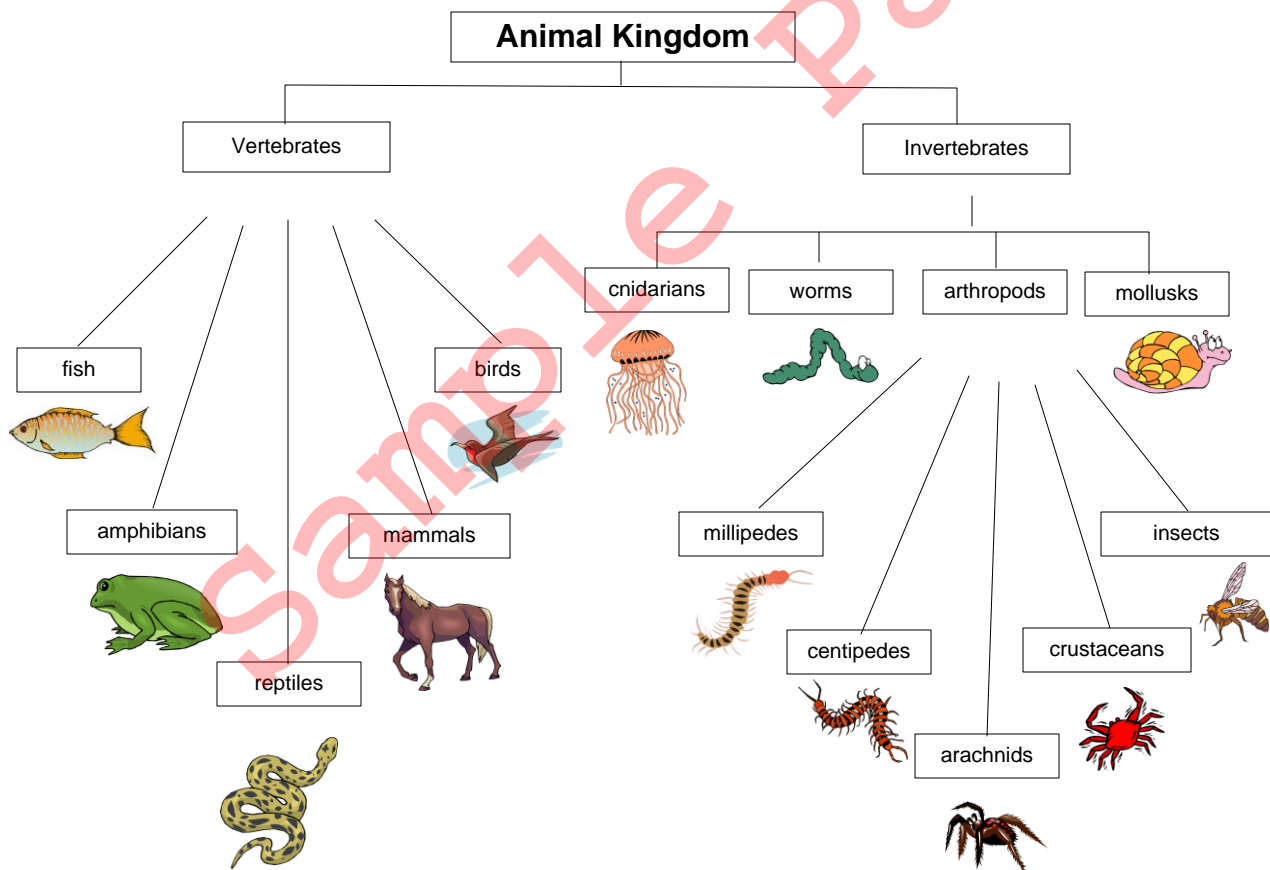 Animal Kingdom
Vertebrates
Invertebrates
cnidarians
worms
arthropods
mollusks
fish
birds
amphibians
mammals
millipedes
insects
reptiles
centipedes
crustaceans
arachnids
Sample Pa